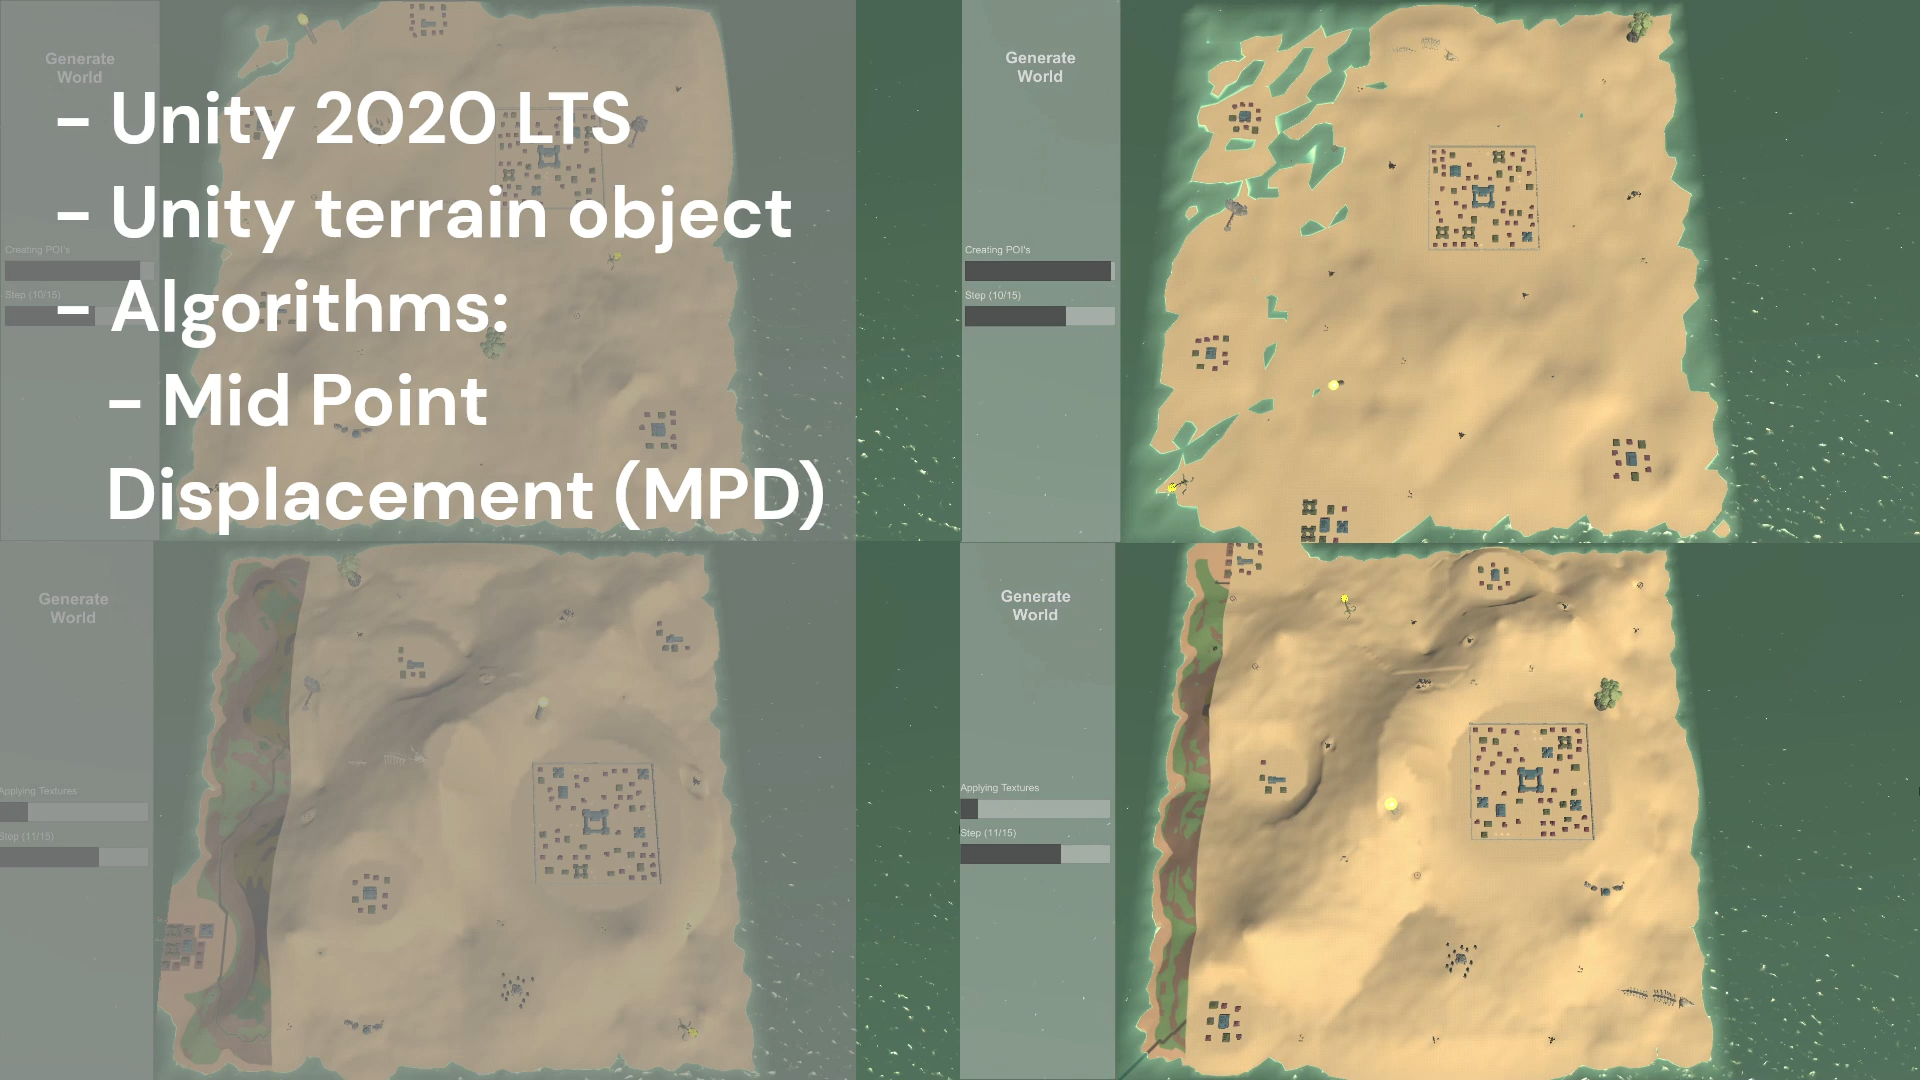 Generate
World
- Unity 2020 LTS
- Unity terrain object
- Algorithms:
- Mid Point
Displacement (MPD)
Creating POI's
Step (10/15)
Generate
World
Creating POI's
Step (10/15)
Generate
World
Applying Textures
Step (11/15)
Generate
World
Applying Textures
Step (11/15)